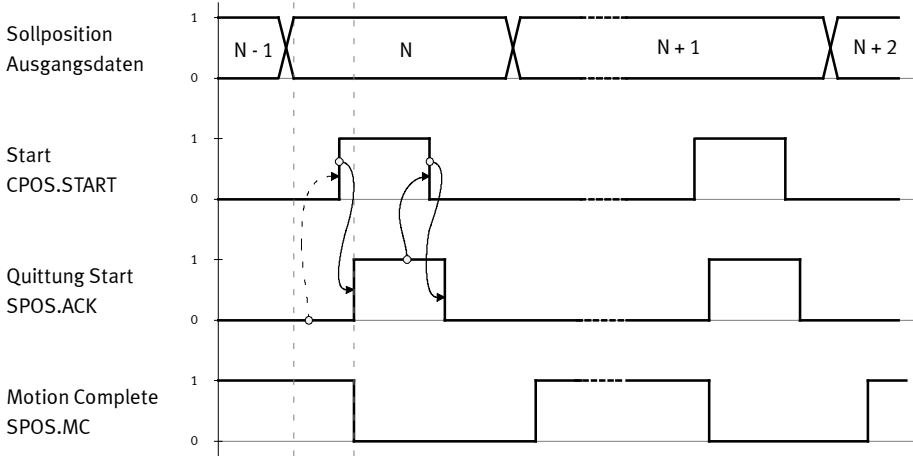 Sollposition
Ausgangsdaten
1
0
N - 1
N
N + 1
N + 2
Start
CPOS.START
1
0
Quittung Start
SPOS.ACK
1
0
Motion Complete
SPOS.MC
1
0